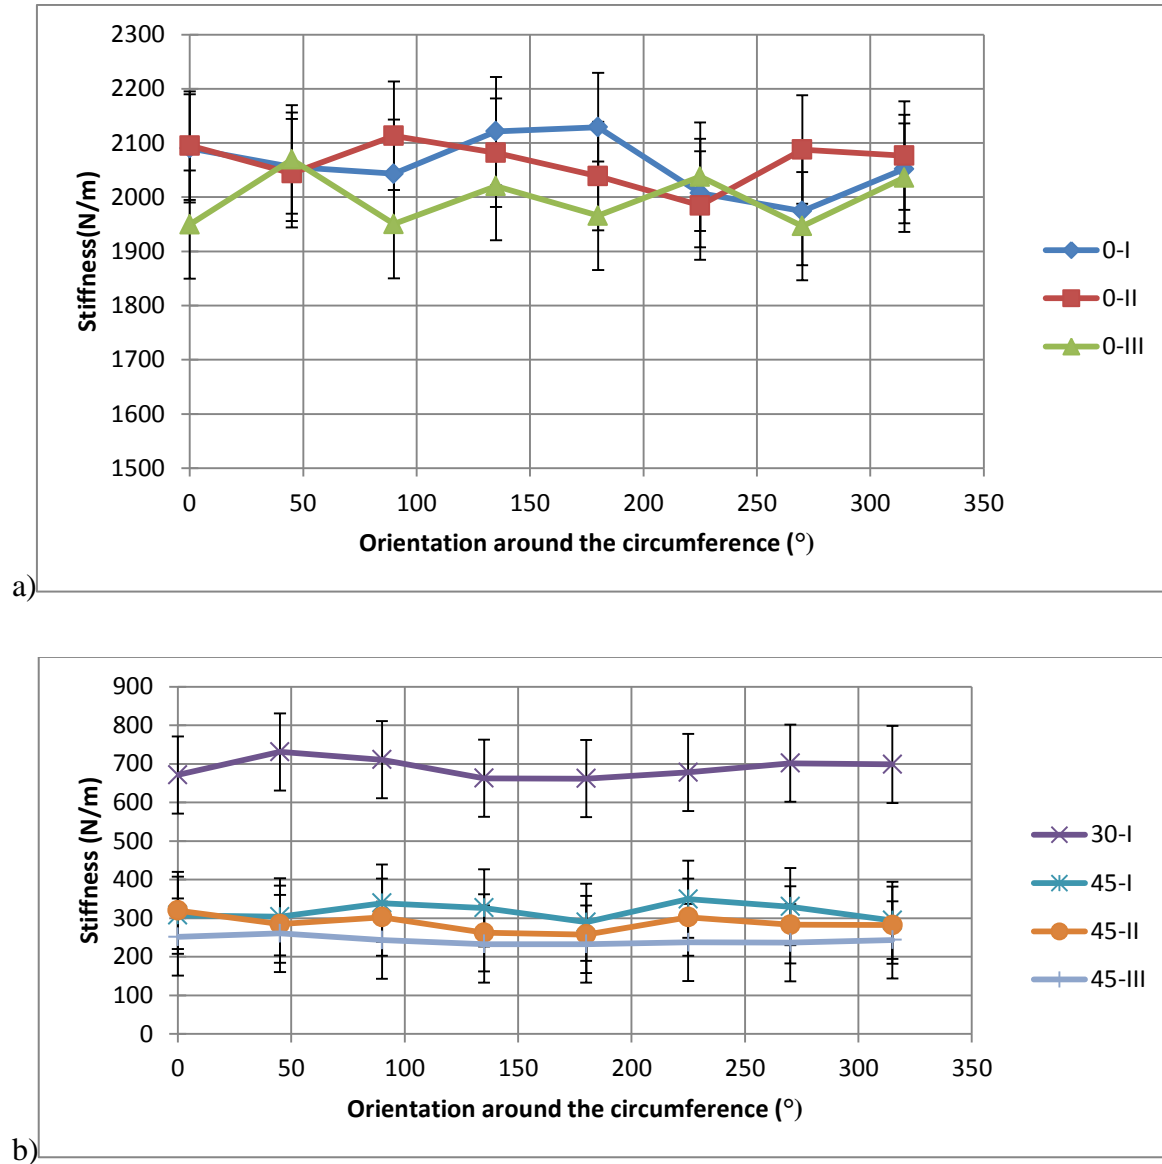 2300
2200
2100
2000
1900
1800
1700
1600
1500
Stiffness(N/m)
0 50 100 150 200 250 300 350
Orientation around the circumference (°)
0-I
0-II
0-III
a)
900
800
700
600
500
400
300
200
100
0
Stiffness (N/m)
0 50 100 150 200 250 300 350
Orientation around the circumference (°)
30-I
45-I
45-II
45-III
b)